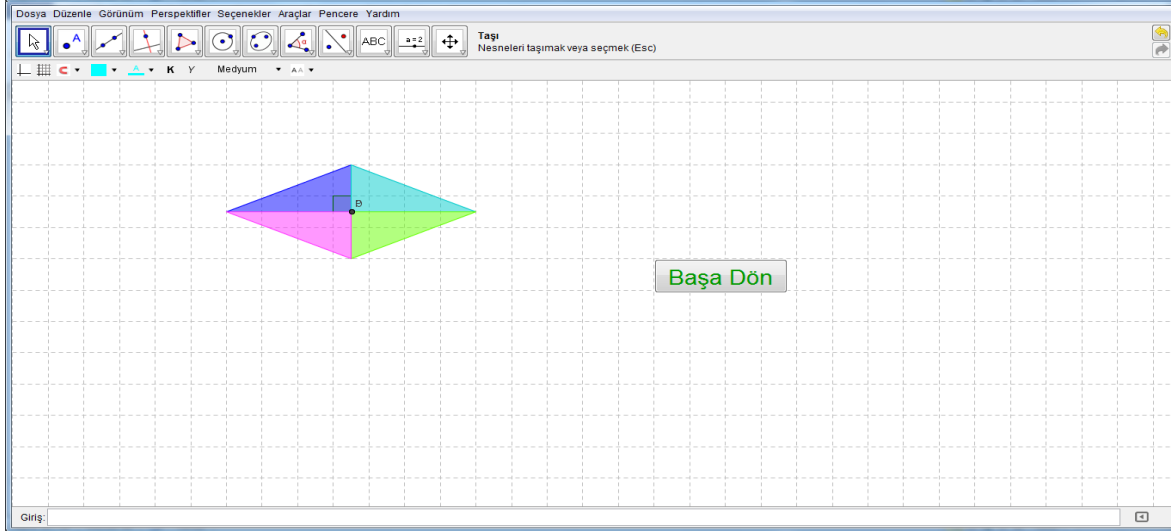 Dosya Düzenle Görünüm Perspektifler Seçenekler Araçlar Pencere Yardım
A α ABC a = 2 Taşı
Nesneleri taşımak veya seçmek (Esc)
A K Y Medyum A A
Başa Dön
Giriş: